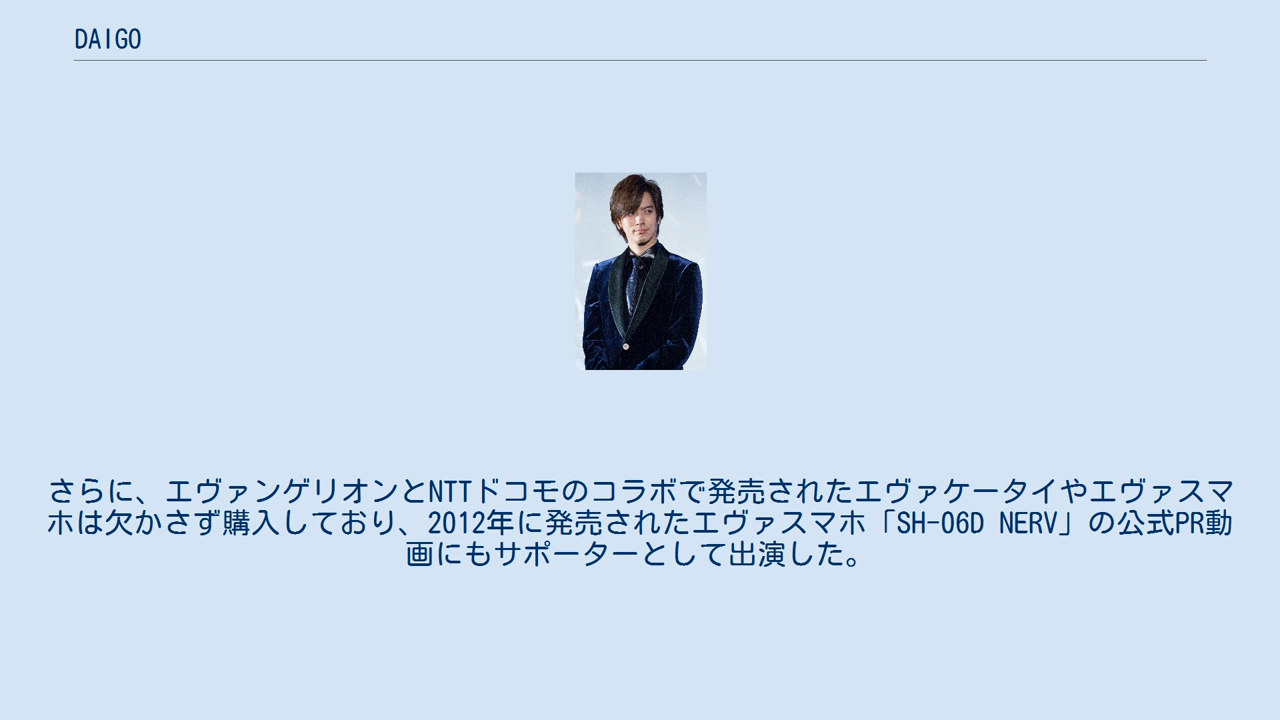 DAIGO
さらに、エヴァンゲリオンとNTTドコモのコラボで発売されたエヴァケータイやエヴァスマ
ホは欠かさず購入しており、2012年に発売されたエヴァスマホ「SH-06D NERV」の公式PR動
画にもサポーターとして出演した。